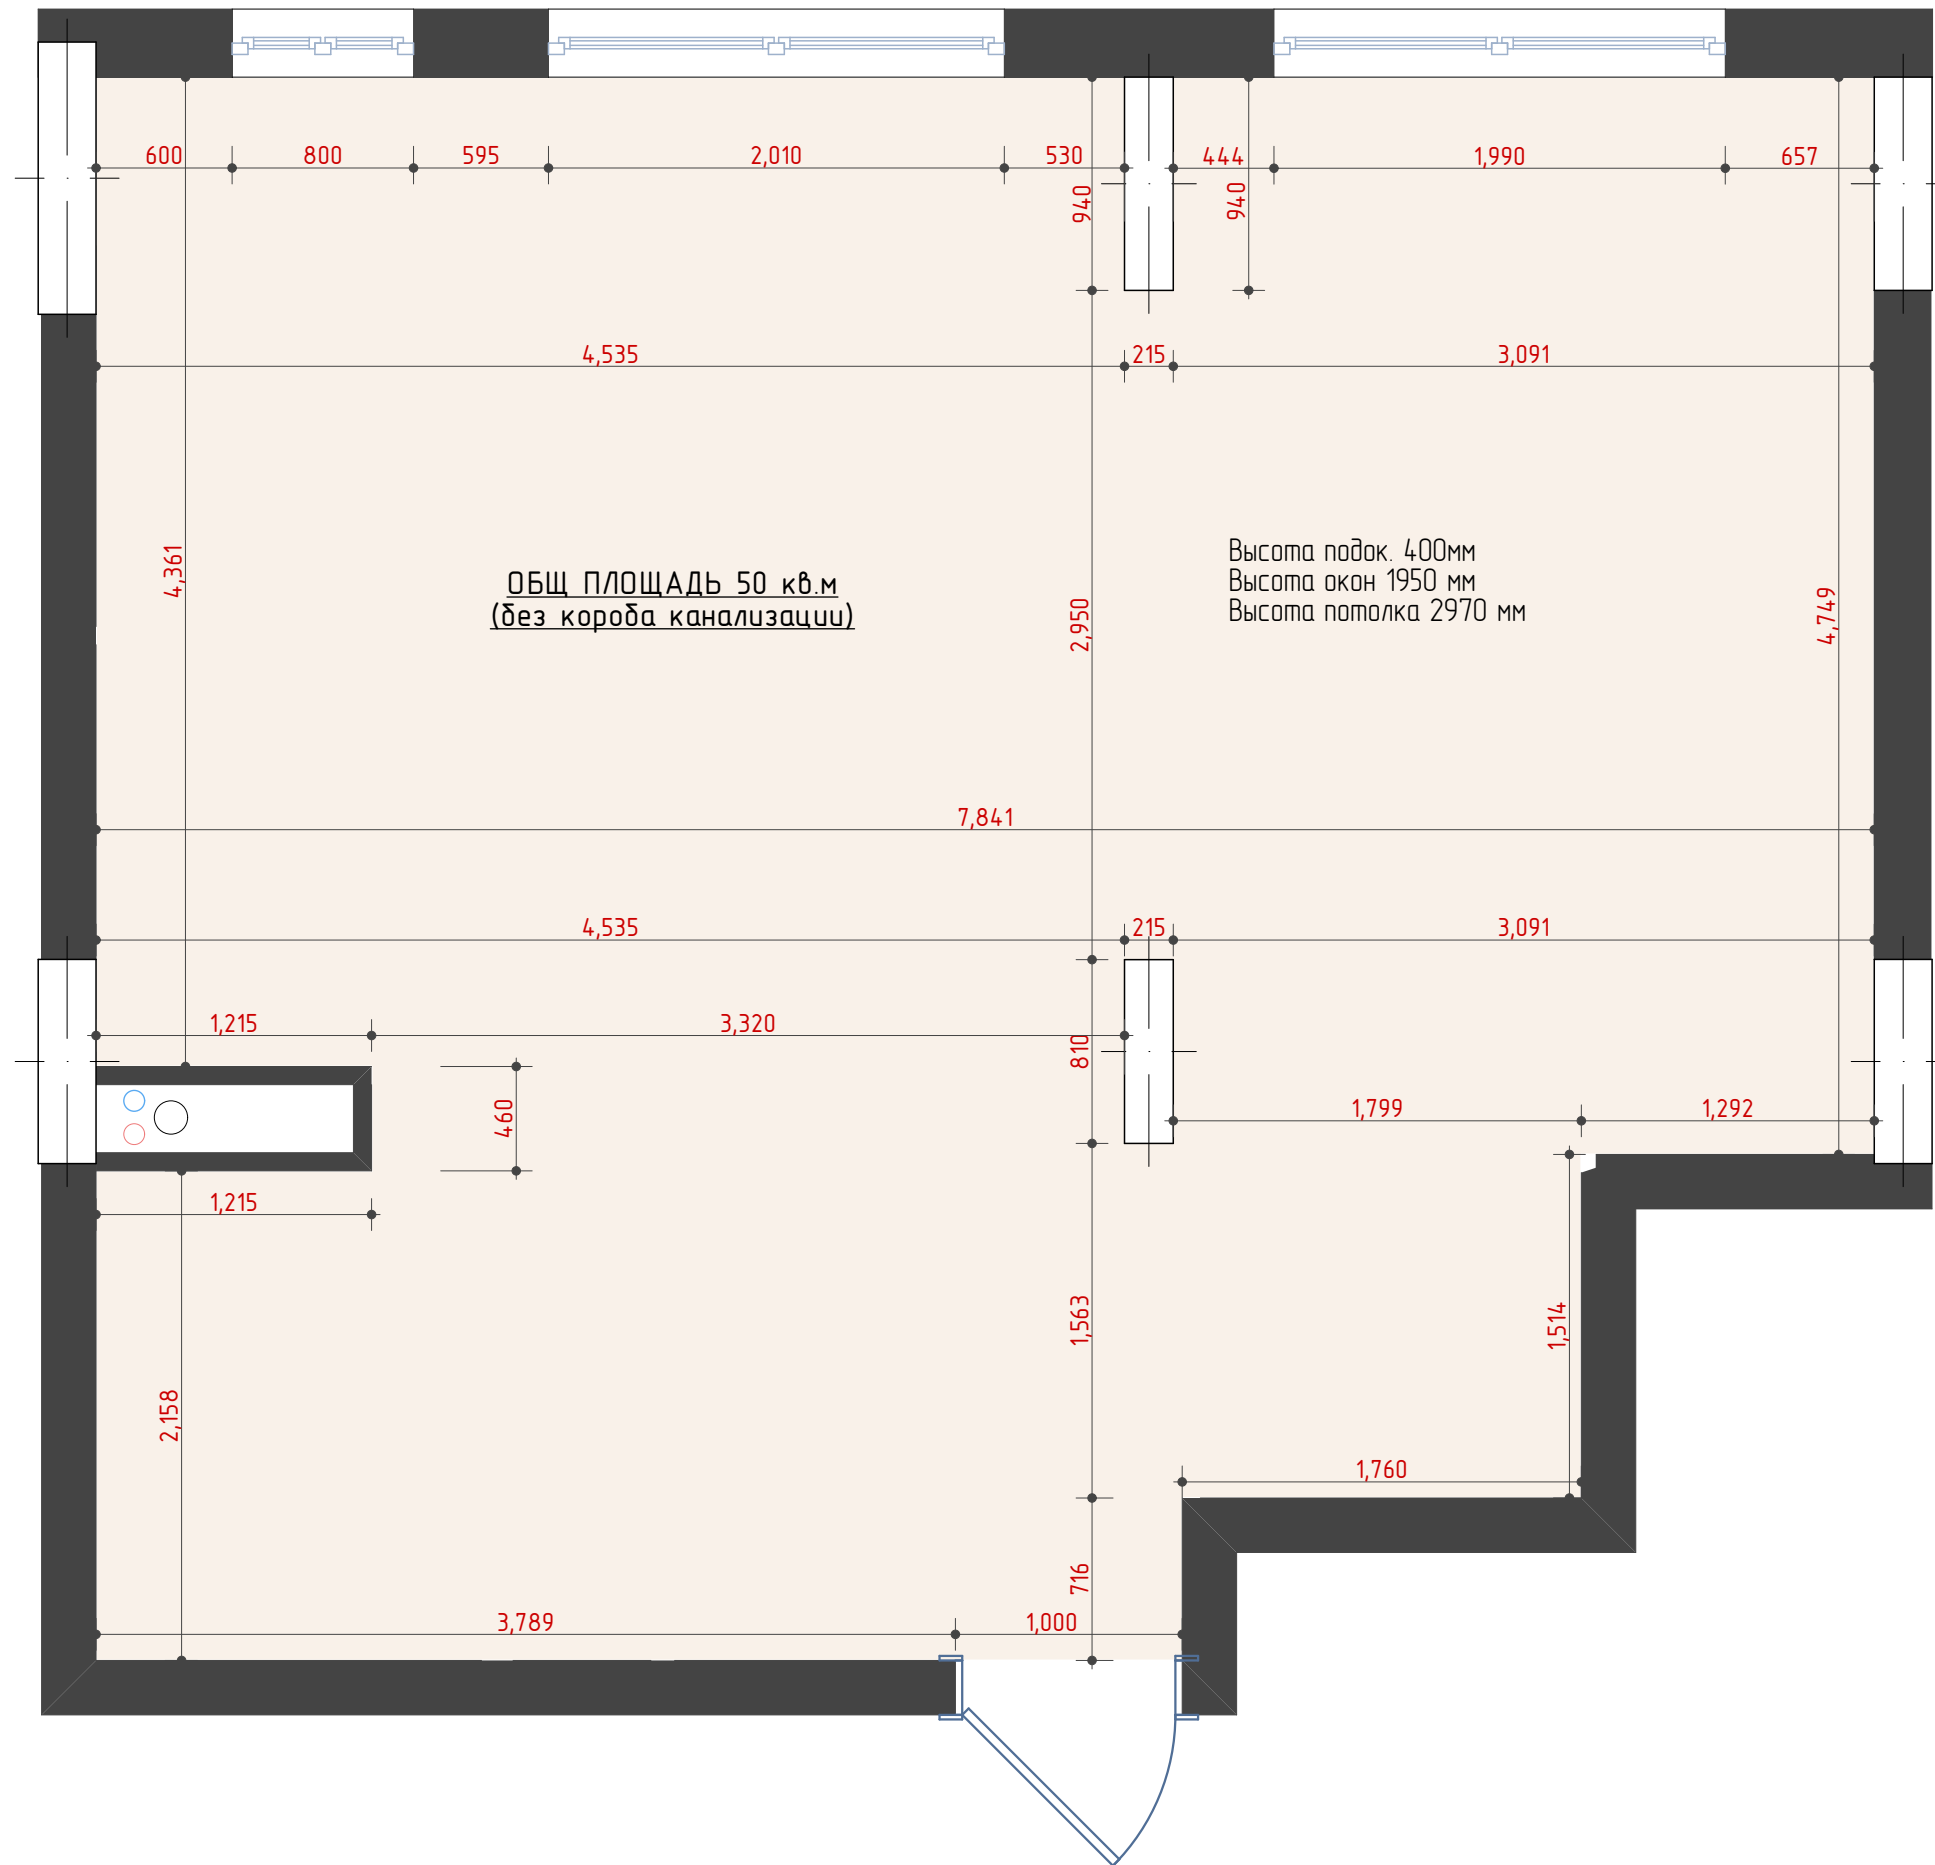 600 800 595 2,010 530 444 1,990 657
940 940
4,535 215 3,091
4,361
ОБЩ ПЛОЩАДЬ 50 кв.м
(без короба канализации)
Высота подок. 400мм
Высота окон 1950 мм
Высота потолка 2970 мм
2,950
4,749
7,841
4,535 215 3,091
1,215 3,320
810
460
1,799 1,292
1,215
1,563
1,514
2,158
1,760
716
3,789 1,000